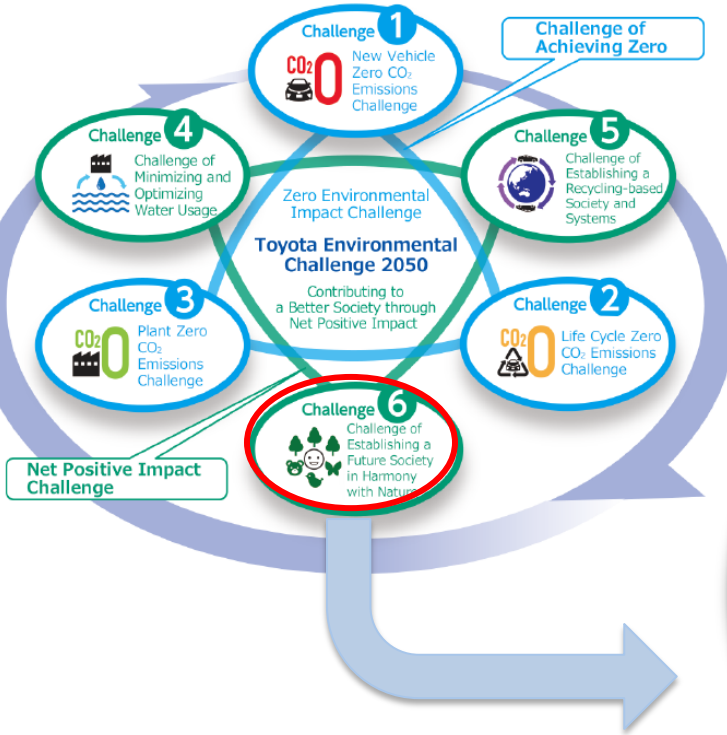 Challenge 1
CO₂ 0
New Vehicle
Zero CO₂
Emissions
Challenge
Challenge of
Achieving Zero
Challenge 4
Challenge of
Minimizing and
Optimizing
Water Usage
Challenge 5
Challenge of
Establishing a
Recycling-based
Society and
Systems
Zero Environmental
Impact Challenge
Toyota Environmental
Challenge 2050
Contributing to
a Better Society through
Net Positive Impact
Challenge 3
CO₂ 0
Plant Zero
CO₂
Emissions
Challenge
Challenge 2
CO₂ 0
Life Cycle Zero
CO₂ Emissions
Challenge
Challenge 6
Challenge of
Establishing a
Future Society
in Harmony
with Nature
Net Positive Impact
Challenge